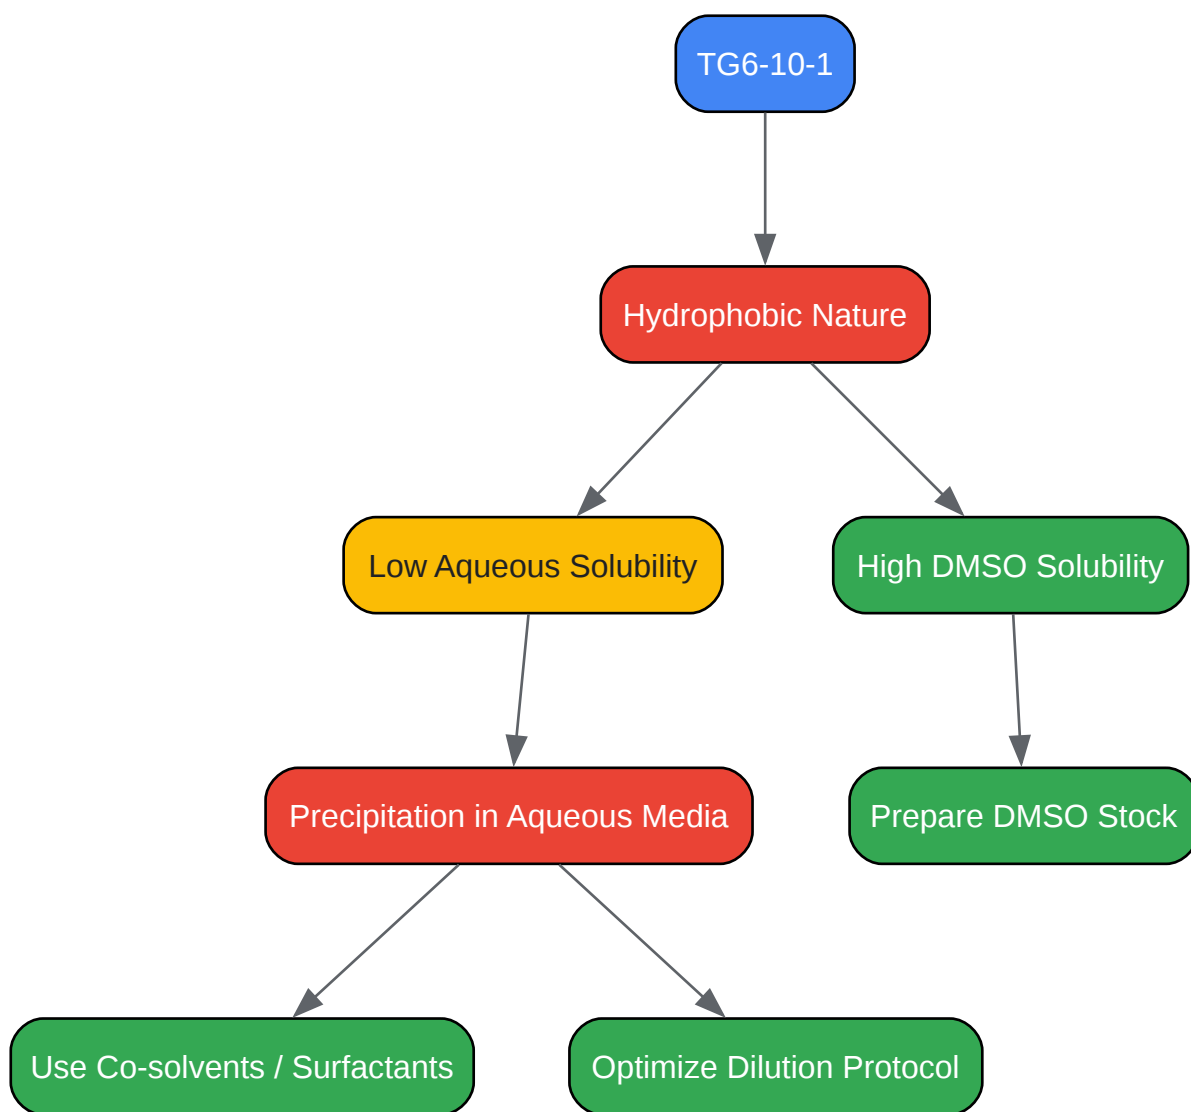 TG6-10-1
Hydrophobic Nature
Low Aqueous Solubility
High DMSO Solubility
Precipitation in Aqueous Media
Prepare DMSO Stock
Use Co-solvents / Surfactants
Optimize Dilution Protocol